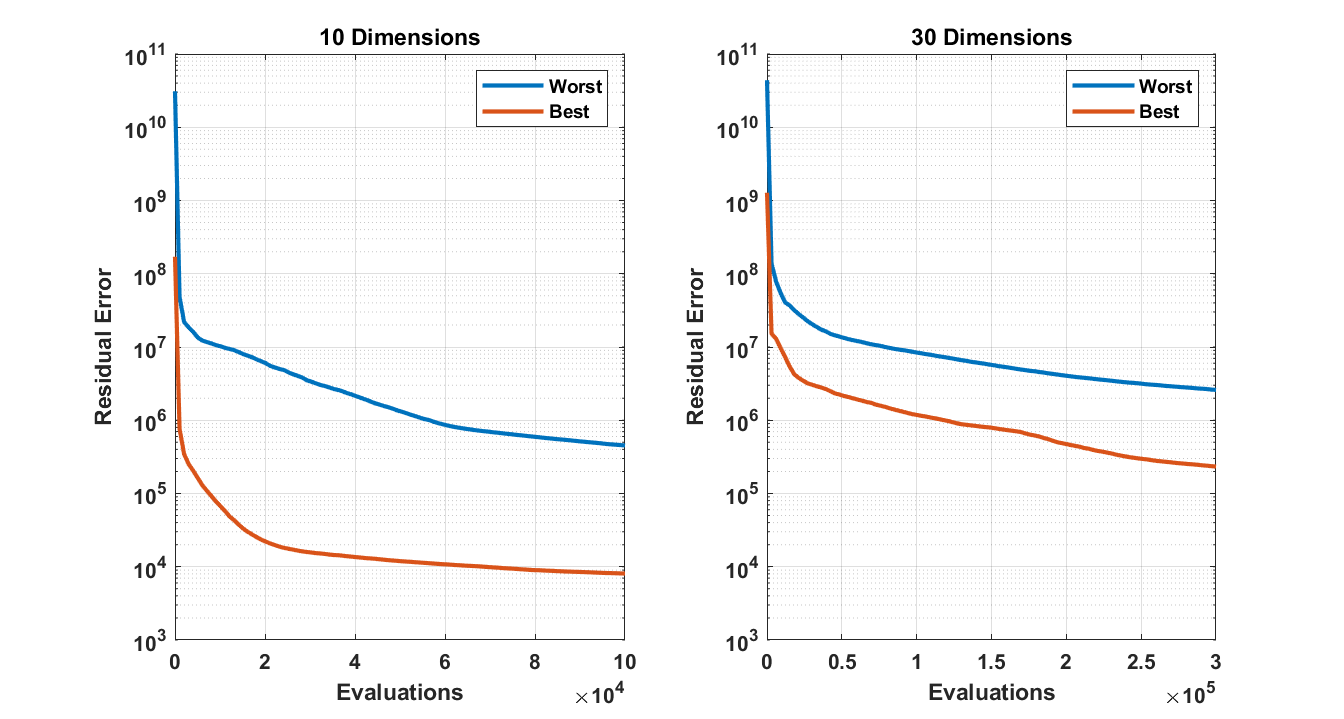 10 Dimensions
10^11
10^10
10^9
10^8
10^7
10^6
10^5
10^4
10^3
Residual Error
Worst
Best
0 2 4 6 8 10
Evaluations
×10^4
30 Dimensions
10^11
10^10
10^9
10^8
10^7
10^6
10^5
10^4
10^3
Residual Error
Worst
Best
0 0.5 1 1.5 2 2.5 3
Evaluations
×10^5